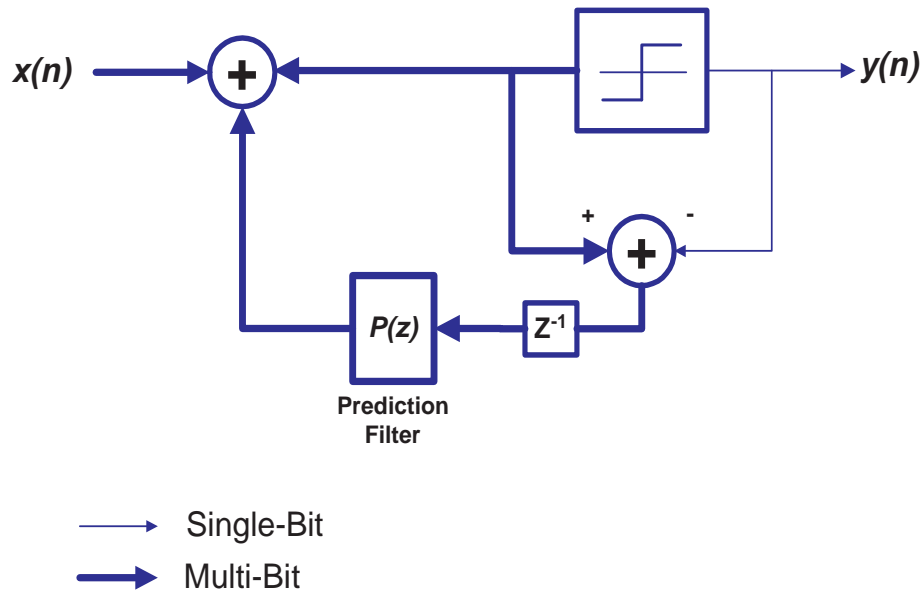 x(n)
+
y(n)
+
-
+
P(z)
Z⁻¹
Prediction
Filter
Single-Bit
Multi-Bit